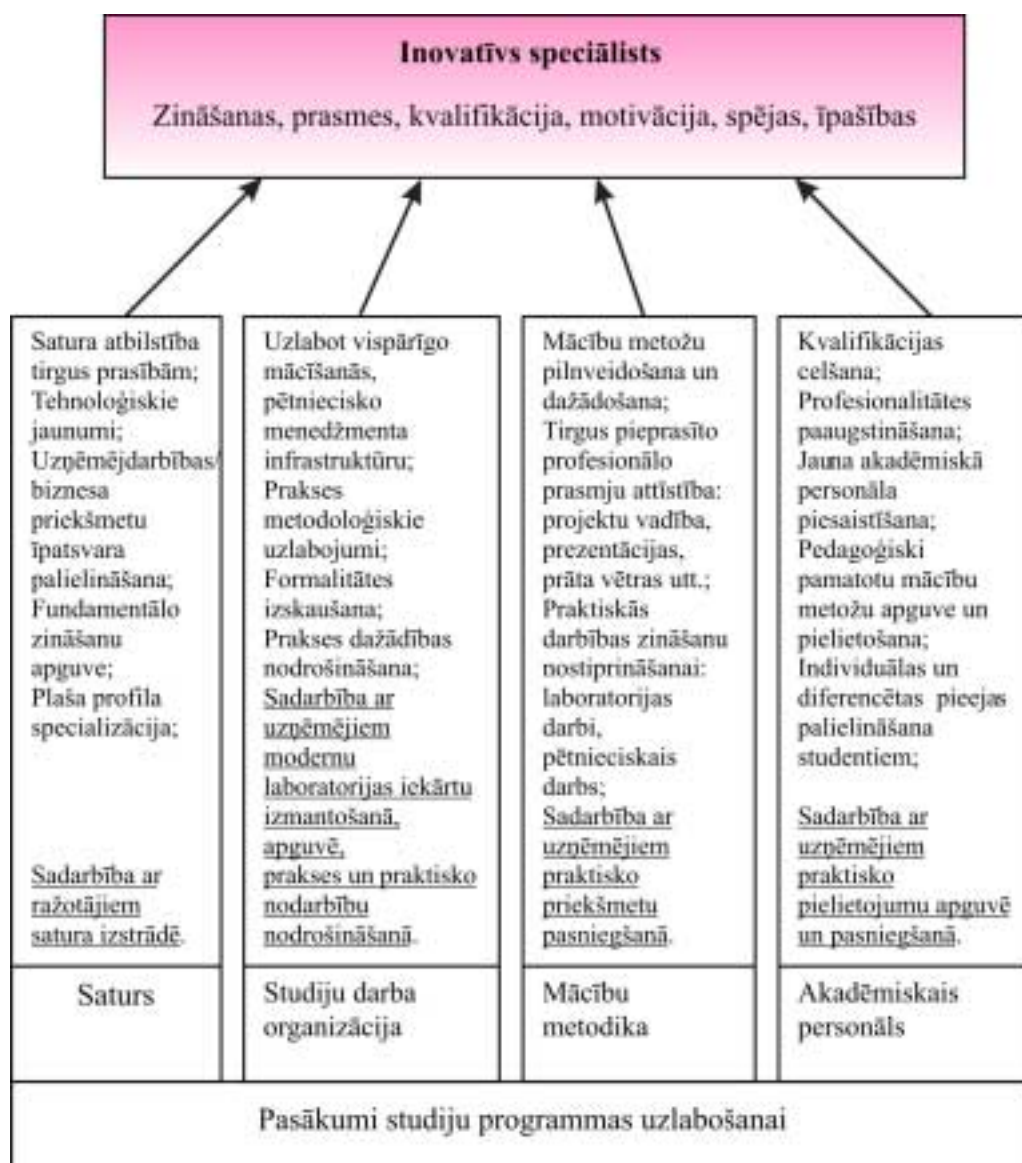 Inovatīvs speciālists
Zināšanas, prasmes, kvalifikācija, motivācija, spējas, īpašības
Satura atbilstība
tirgus prasībām;
Tehnoloģiskie
jaunumi;
Uzņēmējdarbības/
biznesa
priekšmetu
īpatsvara
palielināšana;
Fundamentālo
zināšanu
apguve;
Plaša profila
specializācija;
Sadarbība ar
ražotājiem
satura izstrādē.
Saturs
Uzlabot vispārīgo
mācīšanās,
pētniecisko
menedžmenta
infrastruktūru;
Prakses
metodoloģiskie
uzlabojumi;
Formalitātes
izskaušana;
Prakses dažādības
nodrošināšana;
Sadarbība ar
uzņēmējiem
modernu
laboratorijas iekārtu
izmantošanā,
apguvē,
prakses un praktisko
nodarbību
nodrošināšanā.
Studiju darba
organizācija
Mācību metožu
pilnveidošana un
dažādošana;
Tirgus pieprasīto
profesionālo
prasmju attīstība:
projektu vadība,
prezentācijas,
prāta vētras utt.;
Praktiskās
darbības zināšanu
nostiprināšanai:
laboratorijas
darbi,
pētnieciskais
darbs;
Sadarbība ar
uzņēmējiem
praktisko
priekšmetu
pasniegšanā.
Mācību
metodika
Kvalifikācijas
celšana;
Profesionalitātes
paaugstināšana;
Jauna akadēmiskā
personāla
piesaistīšana;
Pedagoģiski
pamatotu mācību
metožu apguve un
pielietošana;
Individuālas un
diferencētas pieejas
palielināšana
studentiem;
Sadarbība ar
uzņēmējiem
praktisko
pielietojumu apguvē
un pasniegšanā.
Akadēmiskais
personāls
Pasākumi studiju programmas uzlabošanai